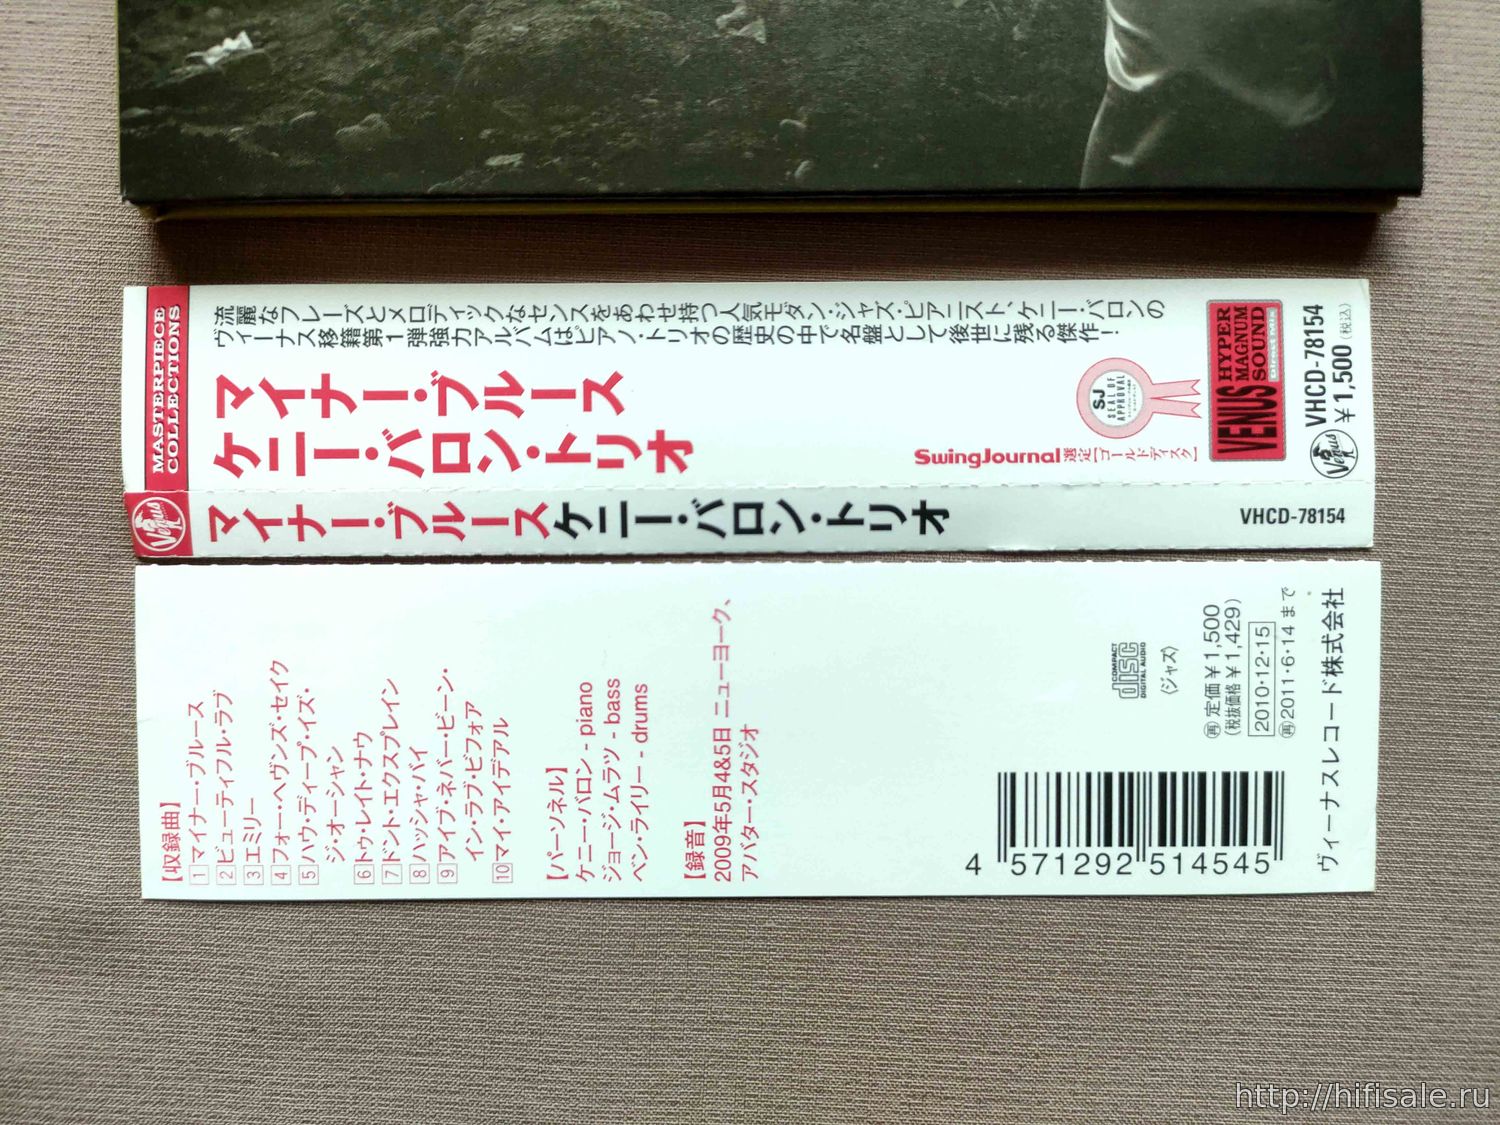 MASTERPIECE
COLLECTIONS
流麗なフレーズとメロディックなセンスをあわせ持つ人気モダン・ジャズ・ピアニスト、ケニー・バロンの
ヴィーナス移籍第1弾強力アルバムはピアノ・トリオの歴史の中で名盤として後世に残る傑作!
マイナー・ブルース
ケニー・バロン・トリオ
SJ
SEAL OF
APPROVAL
SwingJournal 選定【ゴールドディスク】
VENUS
HYPER
MAGNUM
SOUND
VHCD-78154
¥1,500(税込)
Venus
Venus
マイナー・ブルース ケニー・バロン・トリオ
VHCD-78154
【収録曲】
1 マイナー・ブルース
2 ビューティフル・ラブ
3 エミリー
4 フォー・ヘヴンズ・セイク
5 ハウ・ディープ・イズ・
ジ・オーシャン
6 トゥ・レイト・ナウ
7 ドント・エクスプレイン
8 ハッシャ・バイ
9 アイブ・ネバー・ビーン・
イン・ラブ・ビフォア
10 マイ・アイデアル
【パーソネル】
ケニー・バロン - piano
ジョージ・ムラツ - bass
ベン・ライリー - drums
【録音】
2009年5月4&5日 ニューヨーク、
アバター・スタジオ
COMPACT
disc
DIGITAL AUDIO
〈ジャズ〉
再 定価¥1,500
(税抜価格¥1,429)
2010・12・15
再 2011・6・14まで
4 571292 514545
ヴィーナスレコード株式会社
http://hifisale.ru